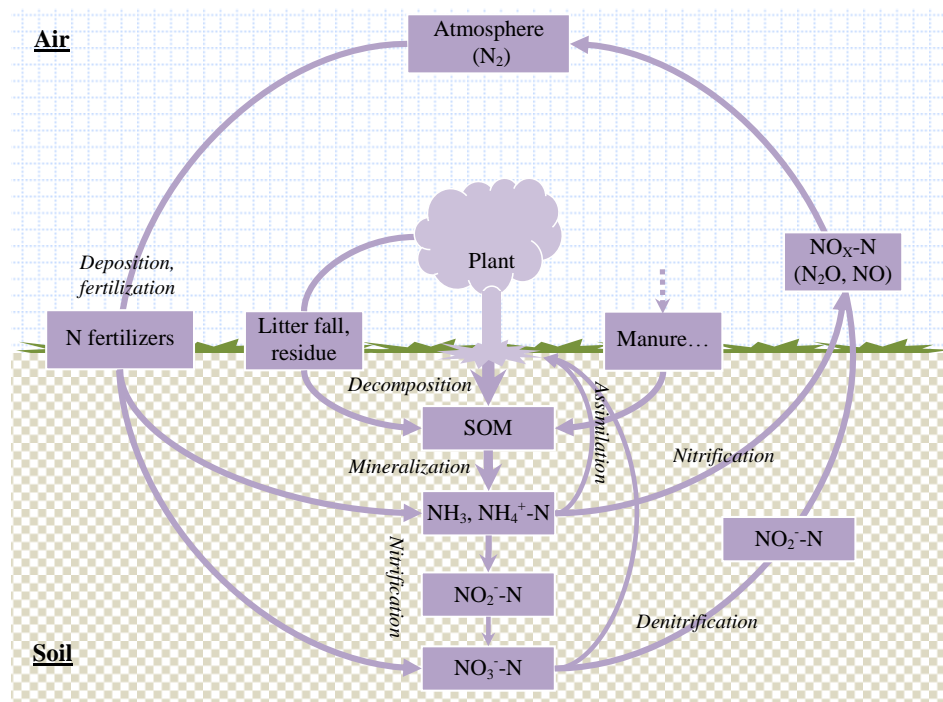 Air
Atmosphere
(N₂)
Plant
NOₓ-N
(N₂O, NO)
Deposition,
fertilization
N fertilizers
Litter fall,
residue
Manure…
Decomposition
Assimilation
SOM
Mineralization
Nitrification
NH₃, NH₄⁺-N
NO₂⁻-N
Nitrification
NO₂⁻-N
Denitrification
NO₃⁻-N
Soil